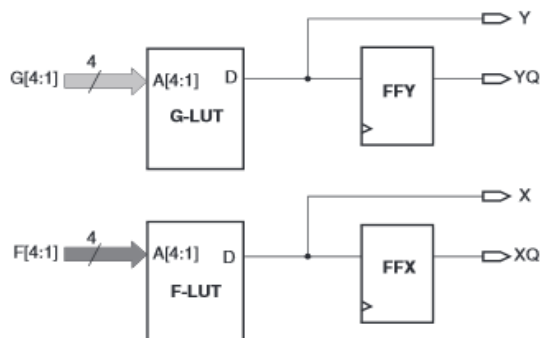 Y
4
G[4:1]
A[4:1] D
G-LUT
FFY
YQ
X
4
F[4:1]
A[4:1] D
F-LUT
FFX
XQ